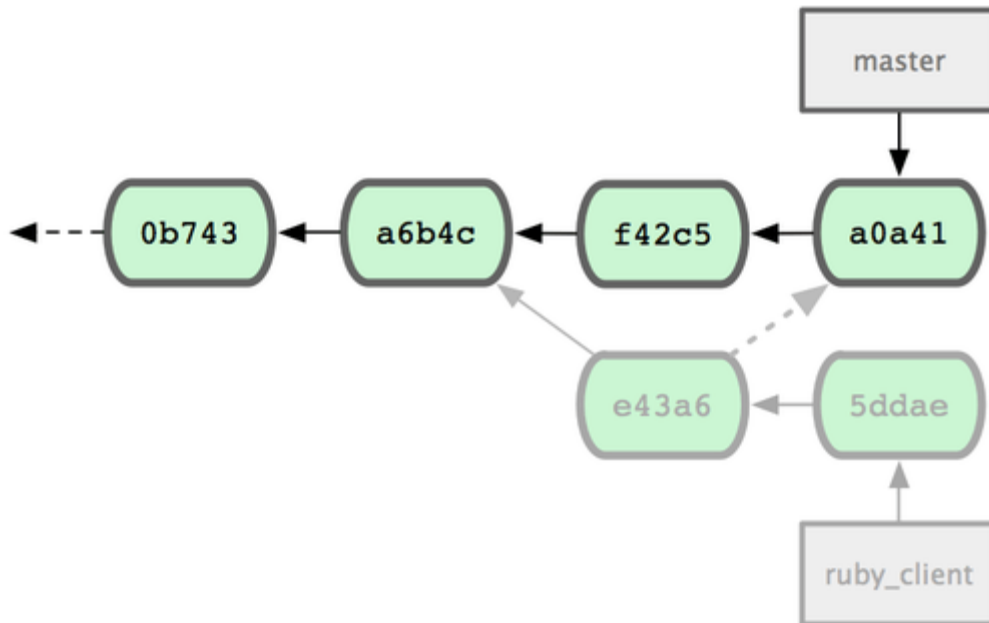 master
0b743
a6b4c
f42c5
a0a41
e43a6
5ddae
ruby_client